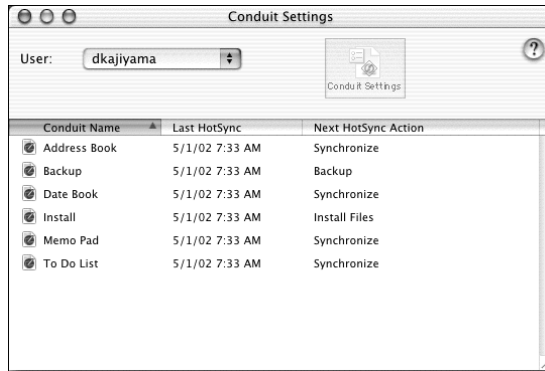 Conduit Settings
User: dkajiyama
?
Conduit Settings
Conduit Name Last HotSync Next HotSync Action
Address Book 5/1/02 7:33 AM Synchronize
Backup 5/1/02 7:33 AM Backup
Date Book 5/1/02 7:33 AM Synchronize
Install 5/1/02 7:33 AM Install Files
Memo Pad 5/1/02 7:33 AM Synchronize
To Do List 5/1/02 7:33 AM Synchronize